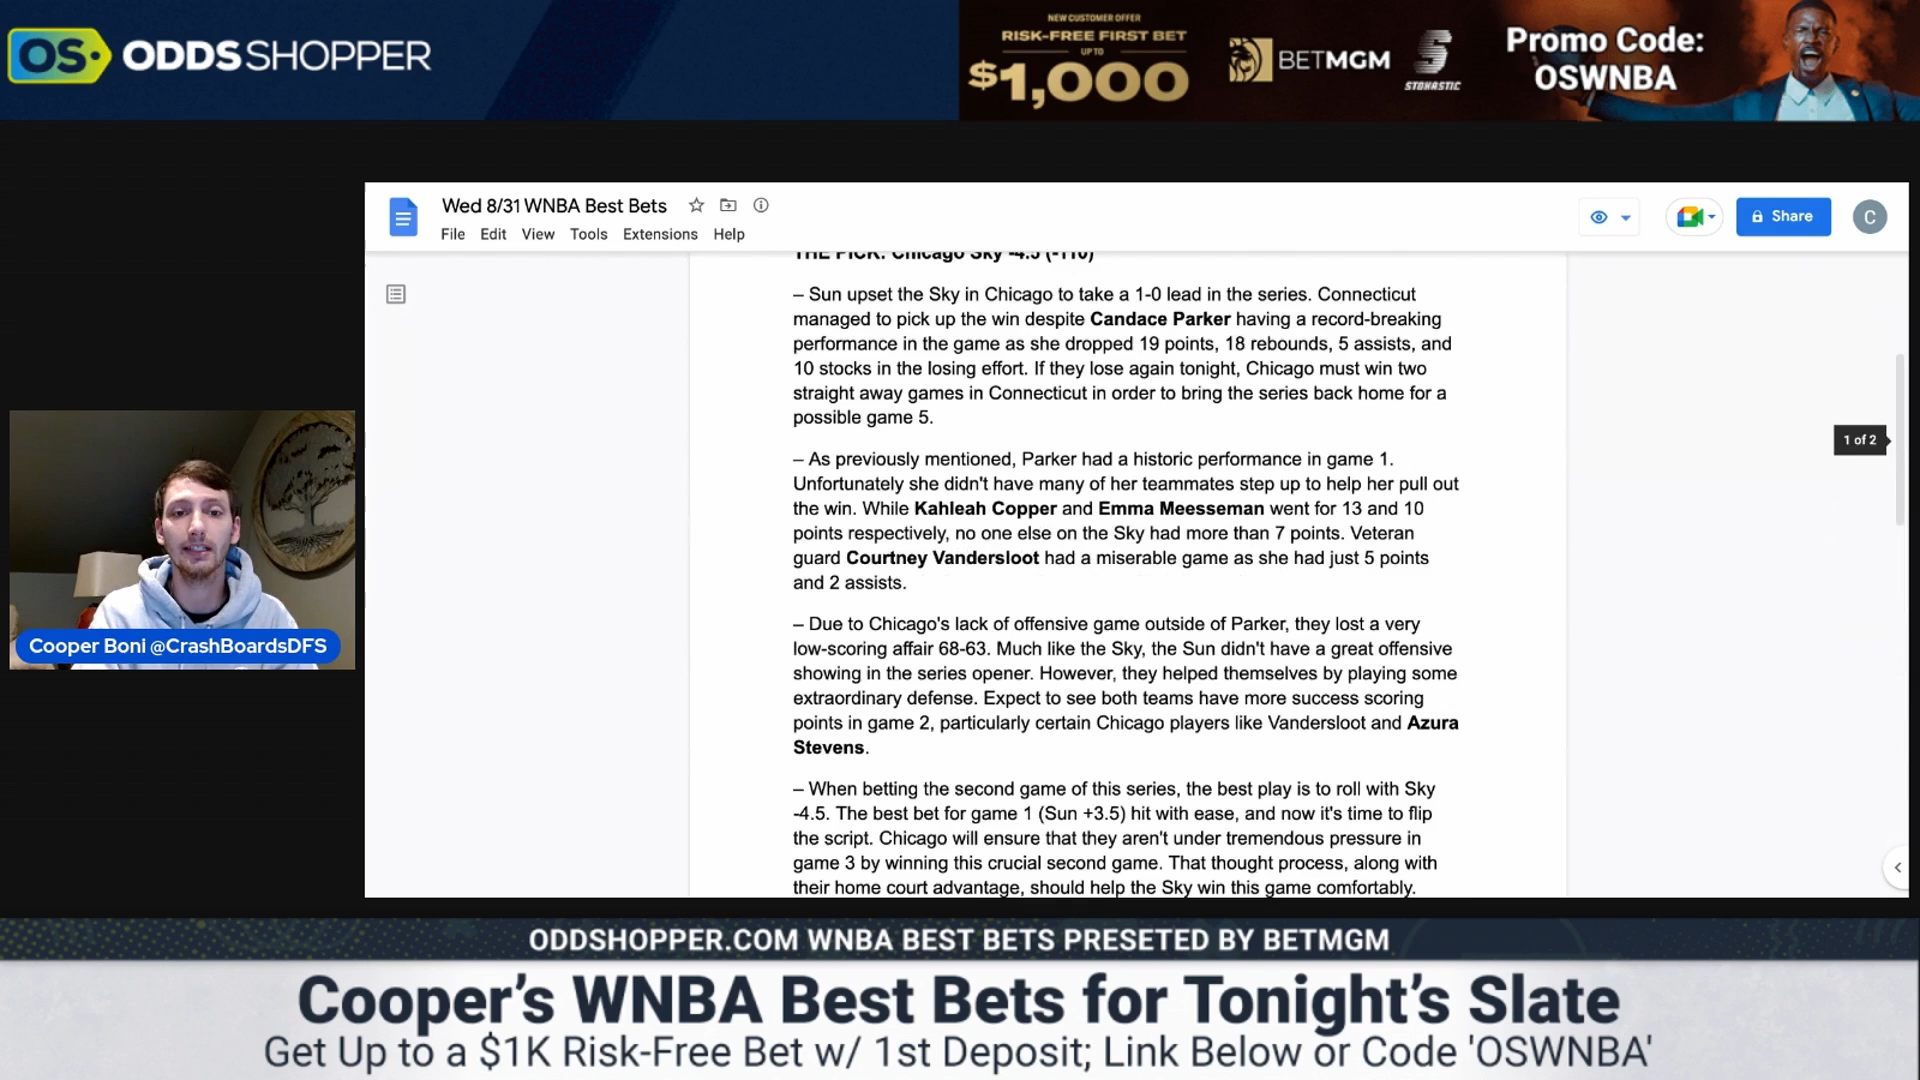 OS.
ODDSSHOPPER
NEW CUSTOMER OFFER
RISK-FREE FIRST BET
UP TO
$1,000
BETMGM
STOKASTIC
Promo Code:
OSWNBA
Wed 8/31 WNBA Best Bets
File Edit View Tools Extensions Help
Share
C
THE PICK: Chicago Sky -4.5 (-110)
– Sun upset the Sky in Chicago to take a 1-0 lead in the series. Connecticut
managed to pick up the win despite Candace Parker having a record-breaking
performance in the game as she dropped 19 points, 18 rebounds, 5 assists, and
10 stocks in the losing effort. If they lose again tonight, Chicago must win two
straight away games in Connecticut in order to bring the series back home for a
possible game 5.
– As previously mentioned, Parker had a historic performance in game 1.
Unfortunately she didn't have many of her teammates step up to help her pull out
the win. While Kahleah Copper and Emma Meesseman went for 13 and 10
points respectively, no one else on the Sky had more than 7 points. Veteran
guard Courtney Vandersloot had a miserable game as she had just 5 points
and 2 assists.
– Due to Chicago's lack of offensive game outside of Parker, they lost a very
low-scoring affair 68-63. Much like the Sky, the Sun didn't have a great offensive
showing in the series opener. However, they helped themselves by playing some
extraordinary defense. Expect to see both teams have more success scoring
points in game 2, particularly certain Chicago players like Vandersloot and Azura
Stevens.
– When betting the second game of this series, the best play is to roll with Sky
-4.5. The best bet for game 1 (Sun +3.5) hit with ease, and now it's time to flip
the script. Chicago will ensure that they aren't under tremendous pressure in
game 3 by winning this crucial second game. That thought process, along with
their home court advantage, should help the Sky win this game comfortably.
1 of 2
Cooper Boni @CrashBoardsDFS
ODDSHOPPER.COM WNBA BEST BETS PRESETED BY BETMGM
Cooper's WNBA Best Bets for Tonight's Slate
Get Up to a $1K Risk-Free Bet w/ 1st Deposit; Link Below or Code 'OSWNBA'